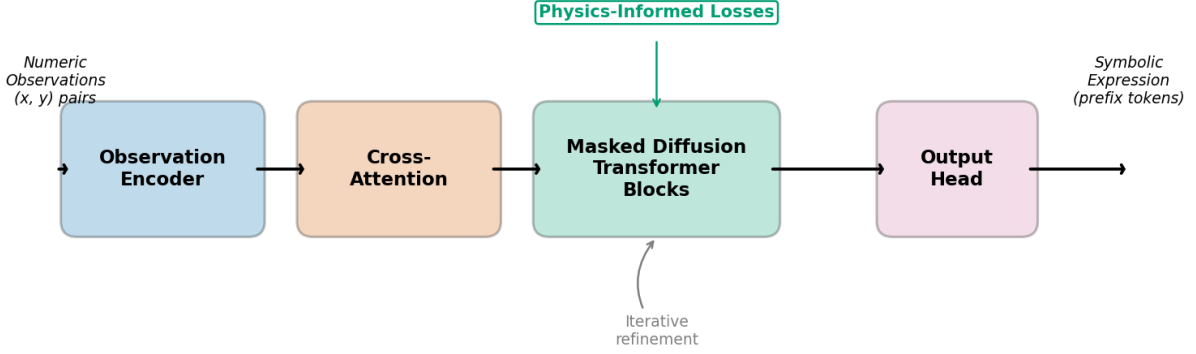 Physics-Informed Losses
Numeric
Observations
(x, y) pairs
Symbolic
Expression
(prefix tokens)
Observation
Encoder
Cross-
Attention
Masked Diffusion
Transformer
Blocks
Output
Head
Iterative
refinement